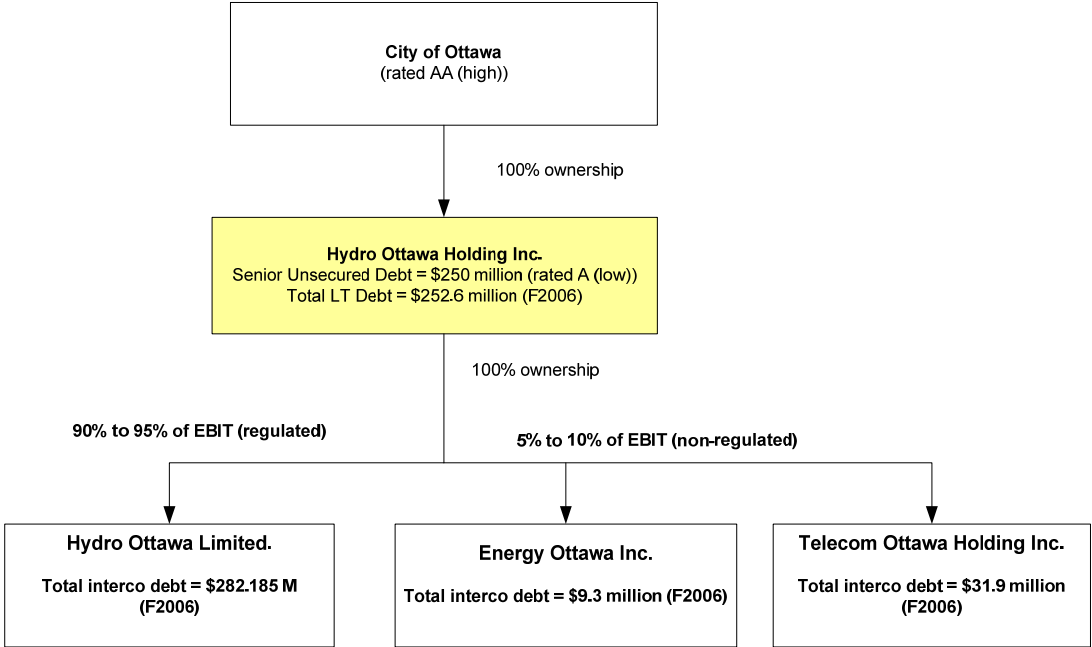 City of Ottawa
(rated AA (high))
100% ownership
Hydro Ottawa Holding Inc.
Senior Unsecured Debt = $250 million (rated A (low))
Total LT Debt = $252.6 million (F2006)
100% ownership
90% to 95% of EBIT (regulated)
5% to 10% of EBIT (non-regulated)
Hydro Ottawa Limited.
Total interco debt = $282.185 M
(F2006)
Energy Ottawa Inc.
Total interco debt = $9.3 million (F2006)
Telecom Ottawa Holding Inc.
Total interco debt = $31.9 million
(F2006)